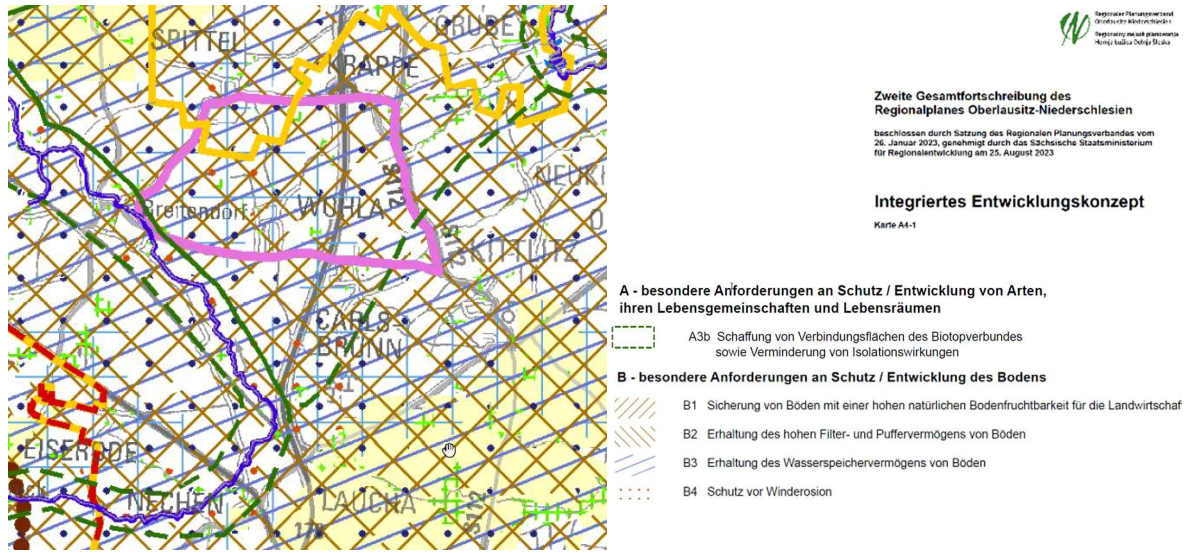 SPITTEL
GRUBE
KRAPPE
Breitendorf
WOHLA
KITTLITZ
CARLS-
BRUNN
EISERODE
NECHEN
LAUCHA
178
Regionaler Planungsverband
Oberlausitz-Niederschlesien
Regionalny zwjazk planowanja
Hornja Łužica-Delnja Šleska
Zweite Gesamtfortschreibung des
Regionalplanes Oberlausitz-Niederschlesien
beschlossen durch Satzung des Regionalen Planungsverbandes vom
26. Januar 2023, genehmigt durch das Sächsische Staatsministerium
für Regionalentwicklung am 25. August 2023
Integriertes Entwicklungskonzept
Karte A4-1
A - besondere Anforderungen an Schutz / Entwicklung von Arten,
ihren Lebensgemeinschaften und Lebensräumen
A3b Schaffung von Verbindungsflächen des Biotopverbundes
sowie Verminderung von Isolationswirkungen
B - besondere Anforderungen an Schutz / Entwicklung des Bodens
B1 Sicherung von Böden mit einer hohen natürlichen Bodenfruchtbarkeit für die Landwirtschaf
B2 Erhaltung des hohen Filter- und Puffervermögens von Böden
B3 Erhaltung des Wasserspeichervermögens von Böden
B4 Schutz vor Winderosion